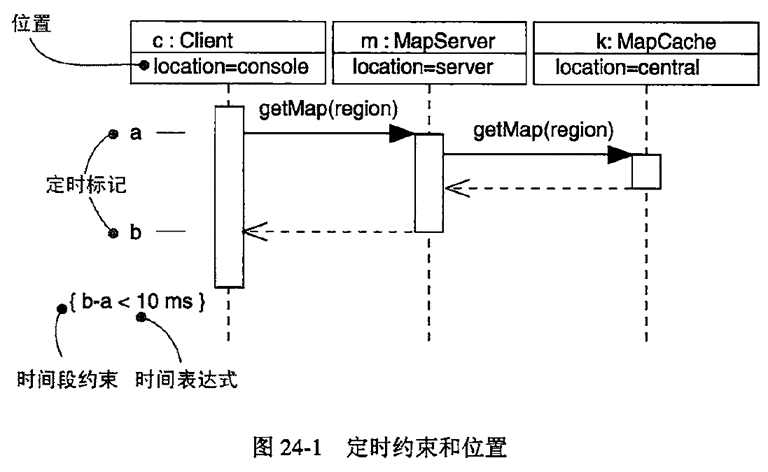 位置
c : Client
m : MapServer
k: MapCache
location=console
location=server
location=central
getMap(region)
a
getMap(region)
定时标记
b
{ b-a < 10 ms }
时间段约束
时间表达式
图 24-1 定时约束和位置